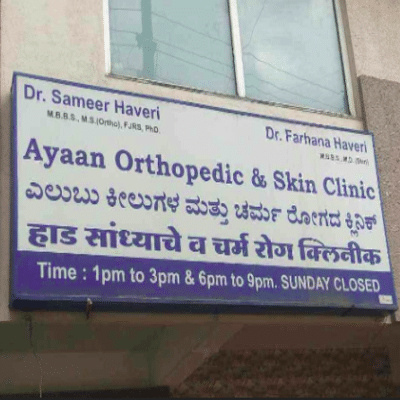 Dr. Sameer Haveri
M.B.B.S., M.S.(Ortho), FJRS, PhD.
Dr. Farhana Haveri
M.B.B.S., M.D. (Skin)
Ayaan Orthopedic & Skin Clinic
ಎಲುಬು ಕೀಲುಗಳ ಮತ್ತು ಚರ್ಮ ರೋಗದ ಕ್ಲಿನಿಕ್
हाड सांध्याचे व चर्म रोग क्लिनीक
Time : 1pm to 3pm & 6pm to 9pm. SUNDAY CLOSED